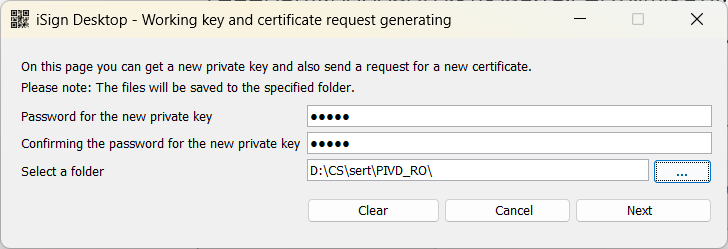 iSign Desktop - Working key and certificate request generating
On this page you can get a new private key and also send a request for a new certificate.
Please note: The files will be saved to the specified folder.
Password for the new private key ●●●●●
Confirming the password for the new private key ●●●●●
Select a folder D:\CS\sert\PIVD_RO\ ...
Clear Cancel Next